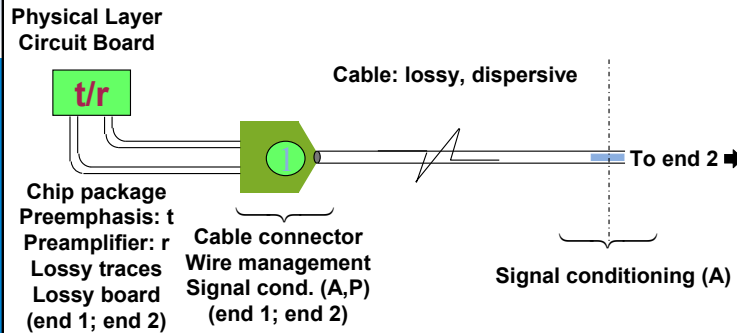 Physical Layer
Circuit Board
t/r
Cable: lossy, dispersive
1
To end 2
Chip package
Preemphasis: t
Preamplifier: r
Lossy traces
Lossy board
(end 1; end 2)
Cable connector
Wire management
Signal cond. (A,P)
(end 1; end 2)
Signal conditioning (A)